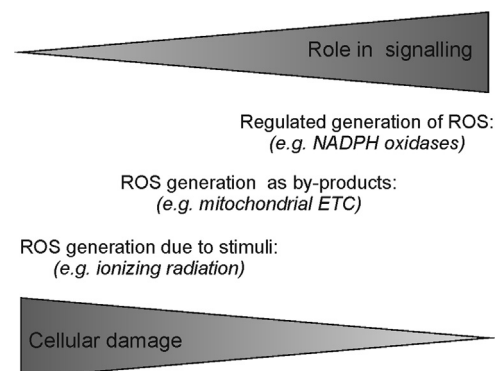 Role in signalling
Regulated generation of ROS:
(e.g. NADPH oxidases)
ROS generation as by-products:
(e.g. mitochondrial ETC)
ROS generation due to stimuli:
(e.g. ionizing radiation)
Cellular damage